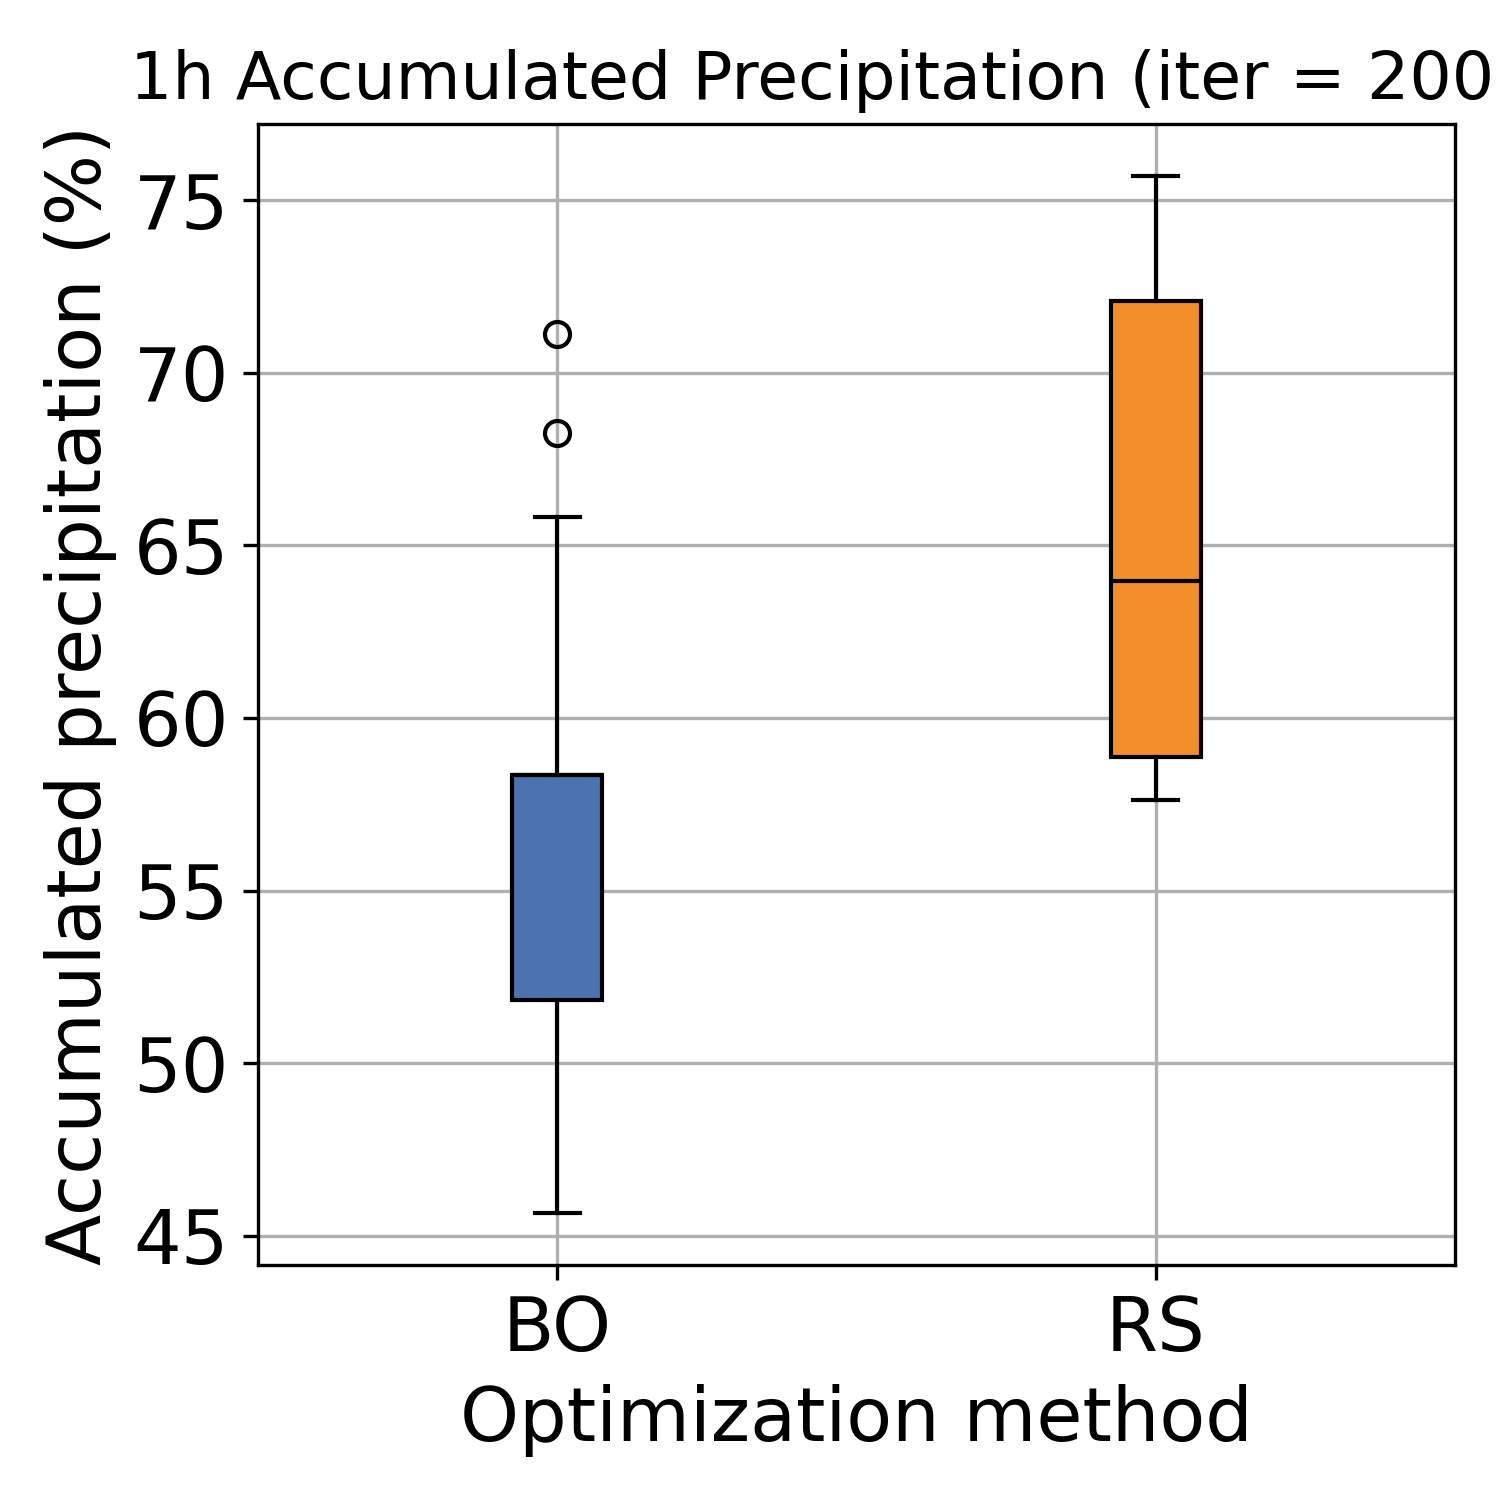 1h Accumulated Precipitation (iter = 200
Accumulated precipitation (%)
75
70
65
60
55
50
45
BO
RS
Optimization method